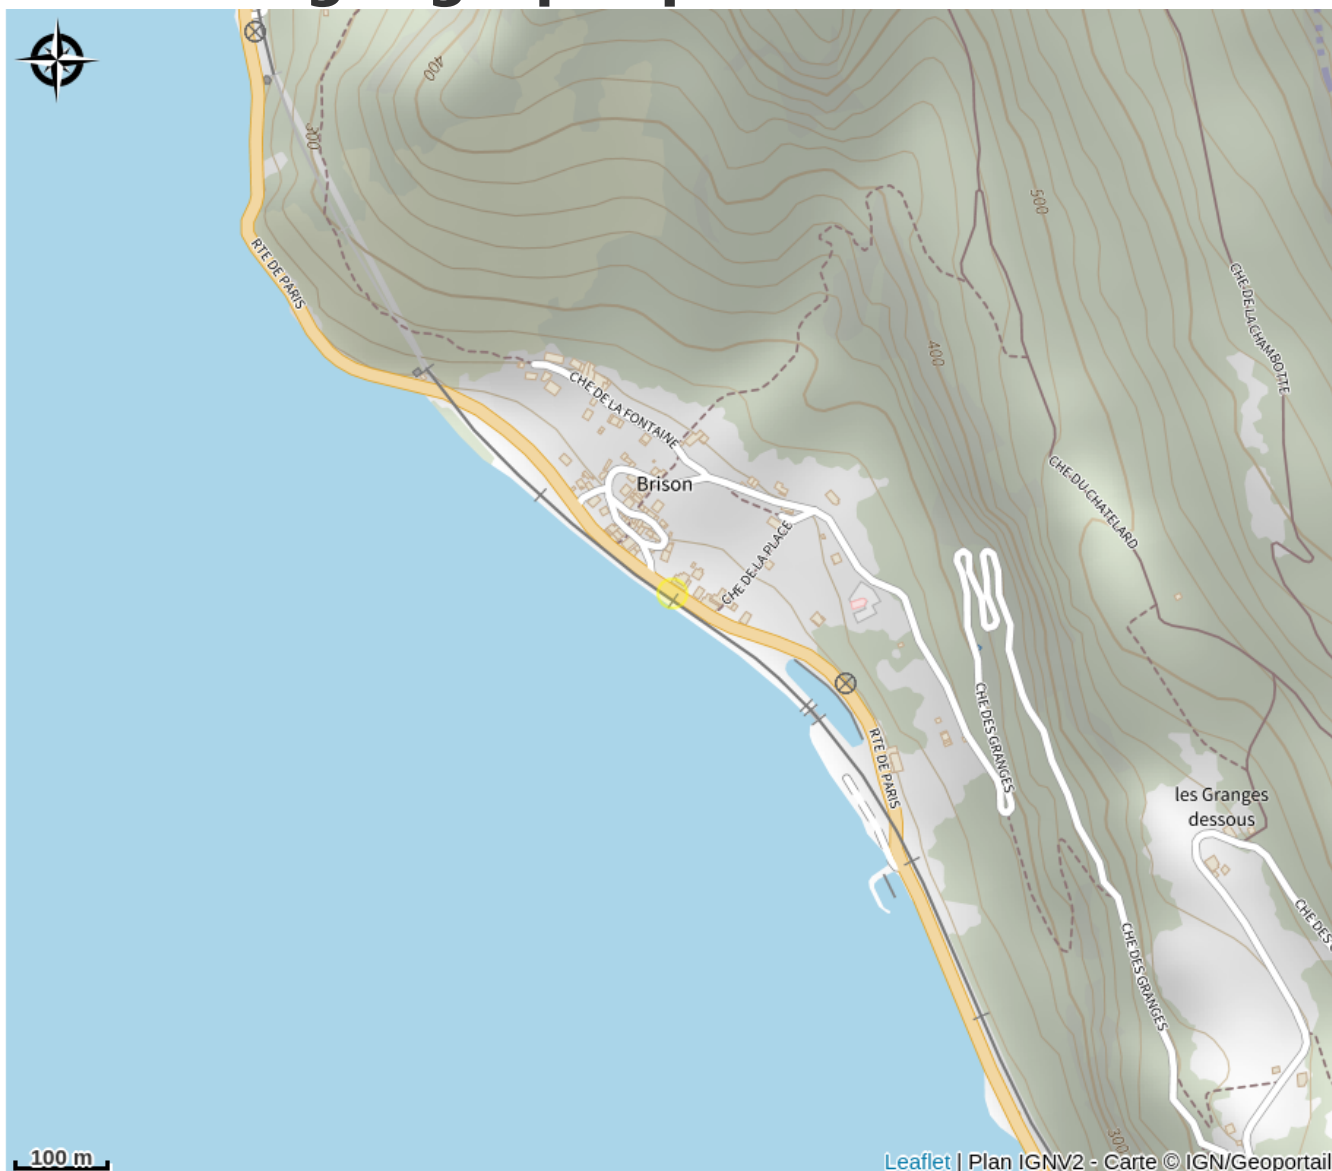 400
300
500
RTE DE PARIS
CHE DE LA CHAMBOTTE
400
CHE DE LA FONTAINE
Brison
CHE DU CHATELARD
CHE DE LA PLACE
CHE DES GRANGES
RTE DE PARIS
les Granges
dessous
CHE DES
CHE DES GRANGES
300
100 m
Leaflet | Plan IGNV2 - Carte © IGN/Geoportail